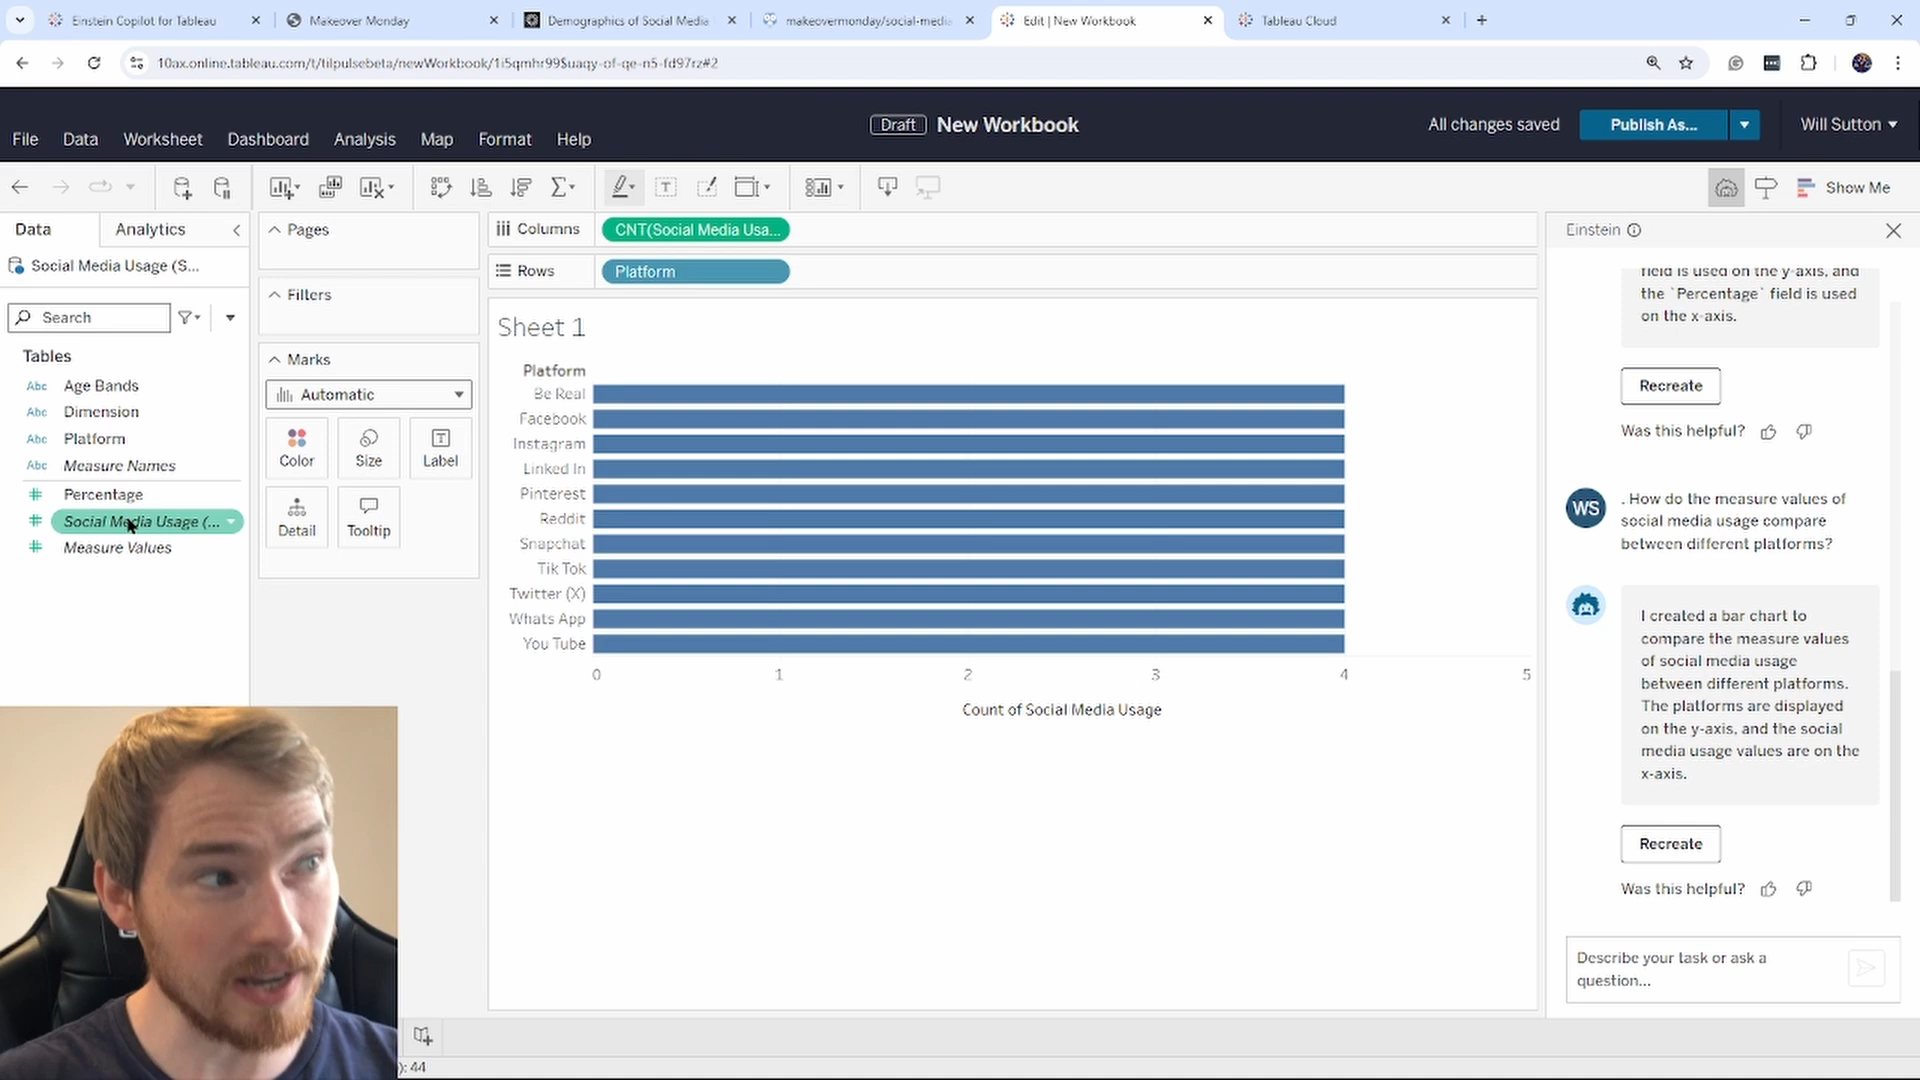 Einstein Copilot for Tableau
Makeover Monday
Demographics of Social Media
makeovermonday/social-media
Edit | New Workbook
Tableau Cloud
10ax.online.tableau.com/t/tilpulsebeta/newWorkbook/1i5qmhr99$uaqy-of-qe-n5-fd97rz#2
File
Data
Worksheet
Dashboard
Analysis
Map
Format
Help
Draft
New Workbook
All changes saved
Publish As...
Will Sutton
Show Me
Data
Analytics
Social Media Usage (S...
Search
Tables
Abc Age Bands
Abc Dimension
Abc Platform
Abc Measure Names
# Percentage
# Social Media Usage (...
# Measure Values
Pages
Filters
Marks
Automatic
Color
Size
Label
Detail
Tooltip
Columns
CNT(Social Media Usa...
Rows
Platform
Sheet 1
Platform
Be Real
Facebook
Instagram
Linked In
Pinterest
Reddit
Snapchat
Tik Tok
Twitter (X)
Whats App
You Tube
0 1 2 3 4 5
Count of Social Media Usage
Einstein
field is used on the y-axis, and
the `Percentage` field is used
on the x-axis.
Recreate
Was this helpful?
WS
. How do the measure values of
social media usage compare
between different platforms?
I created a bar chart to
compare the measure values
of social media usage
between different platforms.
The platforms are displayed
on the y-axis, and the social
media usage values are on the
x-axis.
Recreate
Was this helpful?
Describe your task or ask a
question...
): 44